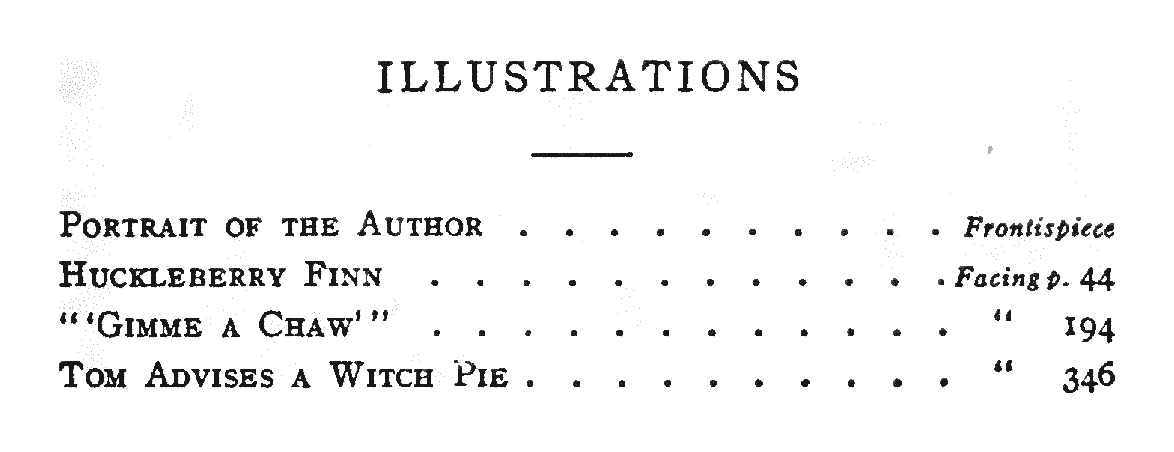 ILLUSTRATIONS
PORTRAIT OF THE AUTHOR . . . . . . . . . . Frontispiece
HUCKLEBERRY FINN . . . . . . . . . . . . Facing p. 44
"'GIMME A CHAW'" . . . . . . . . . . . . " 194
TOM ADVISES A WITCH PIE . . . . . . . . . . " 346